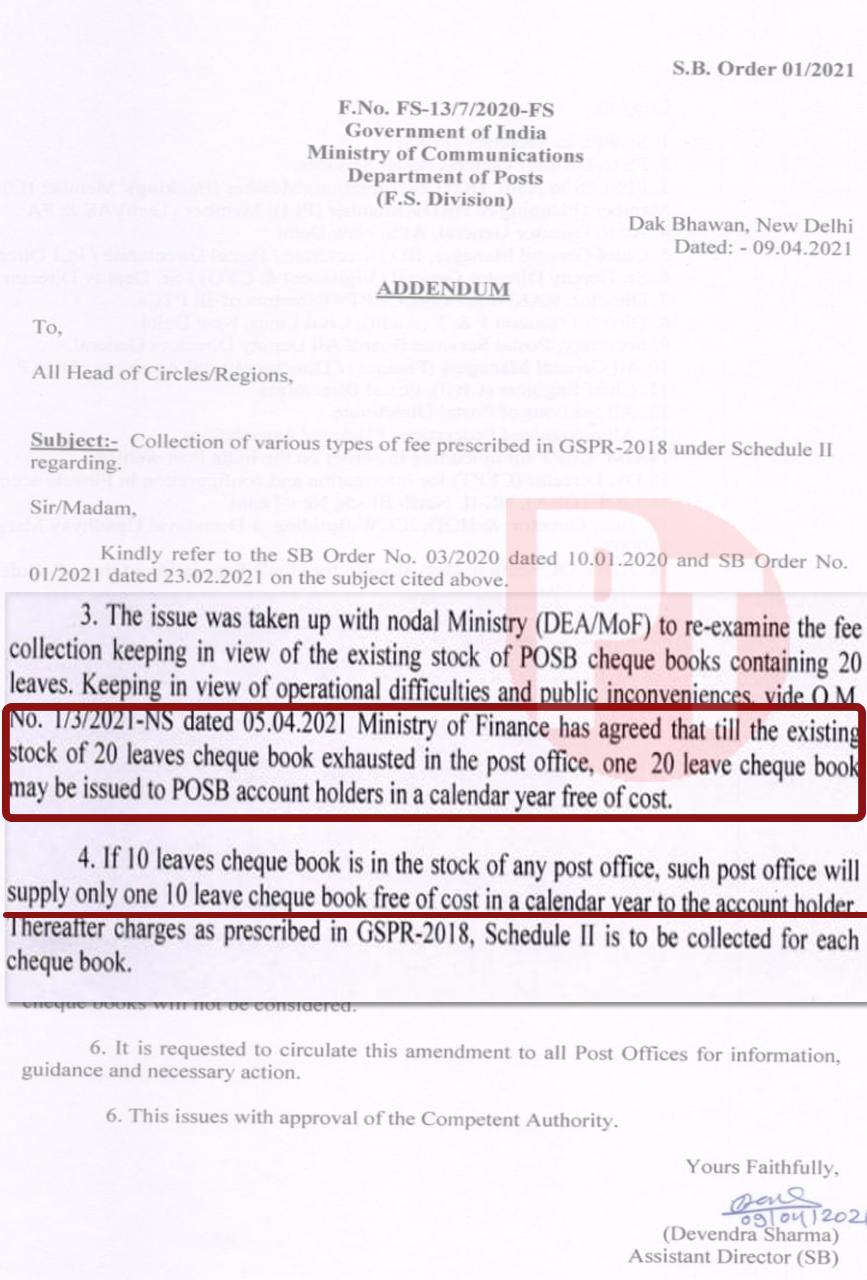 S.B. Order 01/2021
F.No. FS-13/7/2020-FS
Government of India
Ministry of Communications
Department of Posts
(F.S. Division)
Dak Bhawan, New Delhi
Dated: - 09.04.2021
ADDENDUM
To,
All Head of Circles/Regions,
Subject:- Collection of various types of fee prescribed in GSPR-2018 under Schedule II
regarding.
Sir/Madam,
Kindly refer to the SB Order No. 03/2020 dated 10.01.2020 and SB Order No.
01/2021 dated 23.02.2021 on the subject cited above.
PT
3. The issue was taken up with nodal Ministry (DEA/MoF) to re-examine the fee
collection keeping in view of the existing stock of POSB cheque books containing 20
leaves. Keeping in view of operational difficulties and public inconveniences, vide O.M.
No. 1/3/2021-NS dated 05.04.2021 Ministry of Finance has agreed that till the existing
stock of 20 leaves cheque book exhausted in the post office, one 20 leave cheque book
may be issued to POSB account holders in a calendar year free of cost.
4. If 10 leaves cheque book is in the stock of any post office, such post office will
supply only one 10 leave cheque book free of cost in a calendar year to the account holder.
Thereafter charges as prescribed in GSPR-2018, Schedule II is to be collected for each
cheque book.
cheque books will not be considered.
6. It is requested to circulate this amendment to all Post Offices for information,
guidance and necessary action.
6. This issues with approval of the Competent Authority.
Yours Faithfully,
09/04/2021
(Devendra Sharma)
Assistant Director (SB)